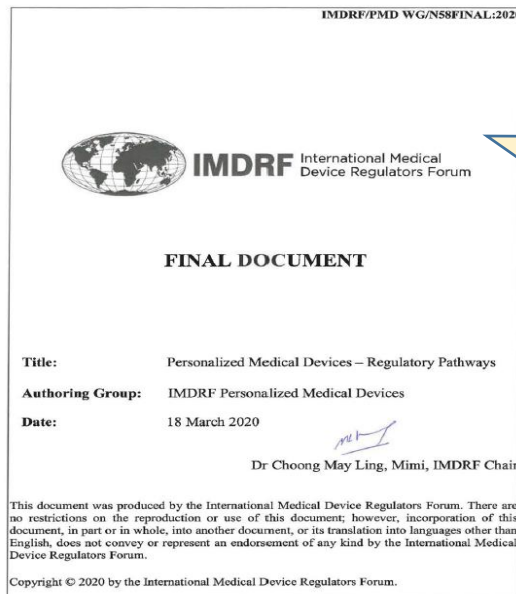 IMDRF/PMD WG/N58FINAL:202
IMDRF International Medical
Device Regulators Forum
FINAL DOCUMENT
Title: Personalized Medical Devices – Regulatory Pathways
Authoring Group: IMDRF Personalized Medical Devices
Date: 18 March 2020
Dr Choong May Ling, Mimi, IMDRF Chair
This document was produced by the International Medical Device Regulators Forum. There are
no restrictions on the reproduction or use of this document; however, incorporation of this
document, in part or in whole, into another document, or its translation into languages other than
English, does not convey or represent an endorsement of any kind by the International Medical
Device Regulators Forum.
Copyright © 2020 by the International Medical Device Regulators Forum.